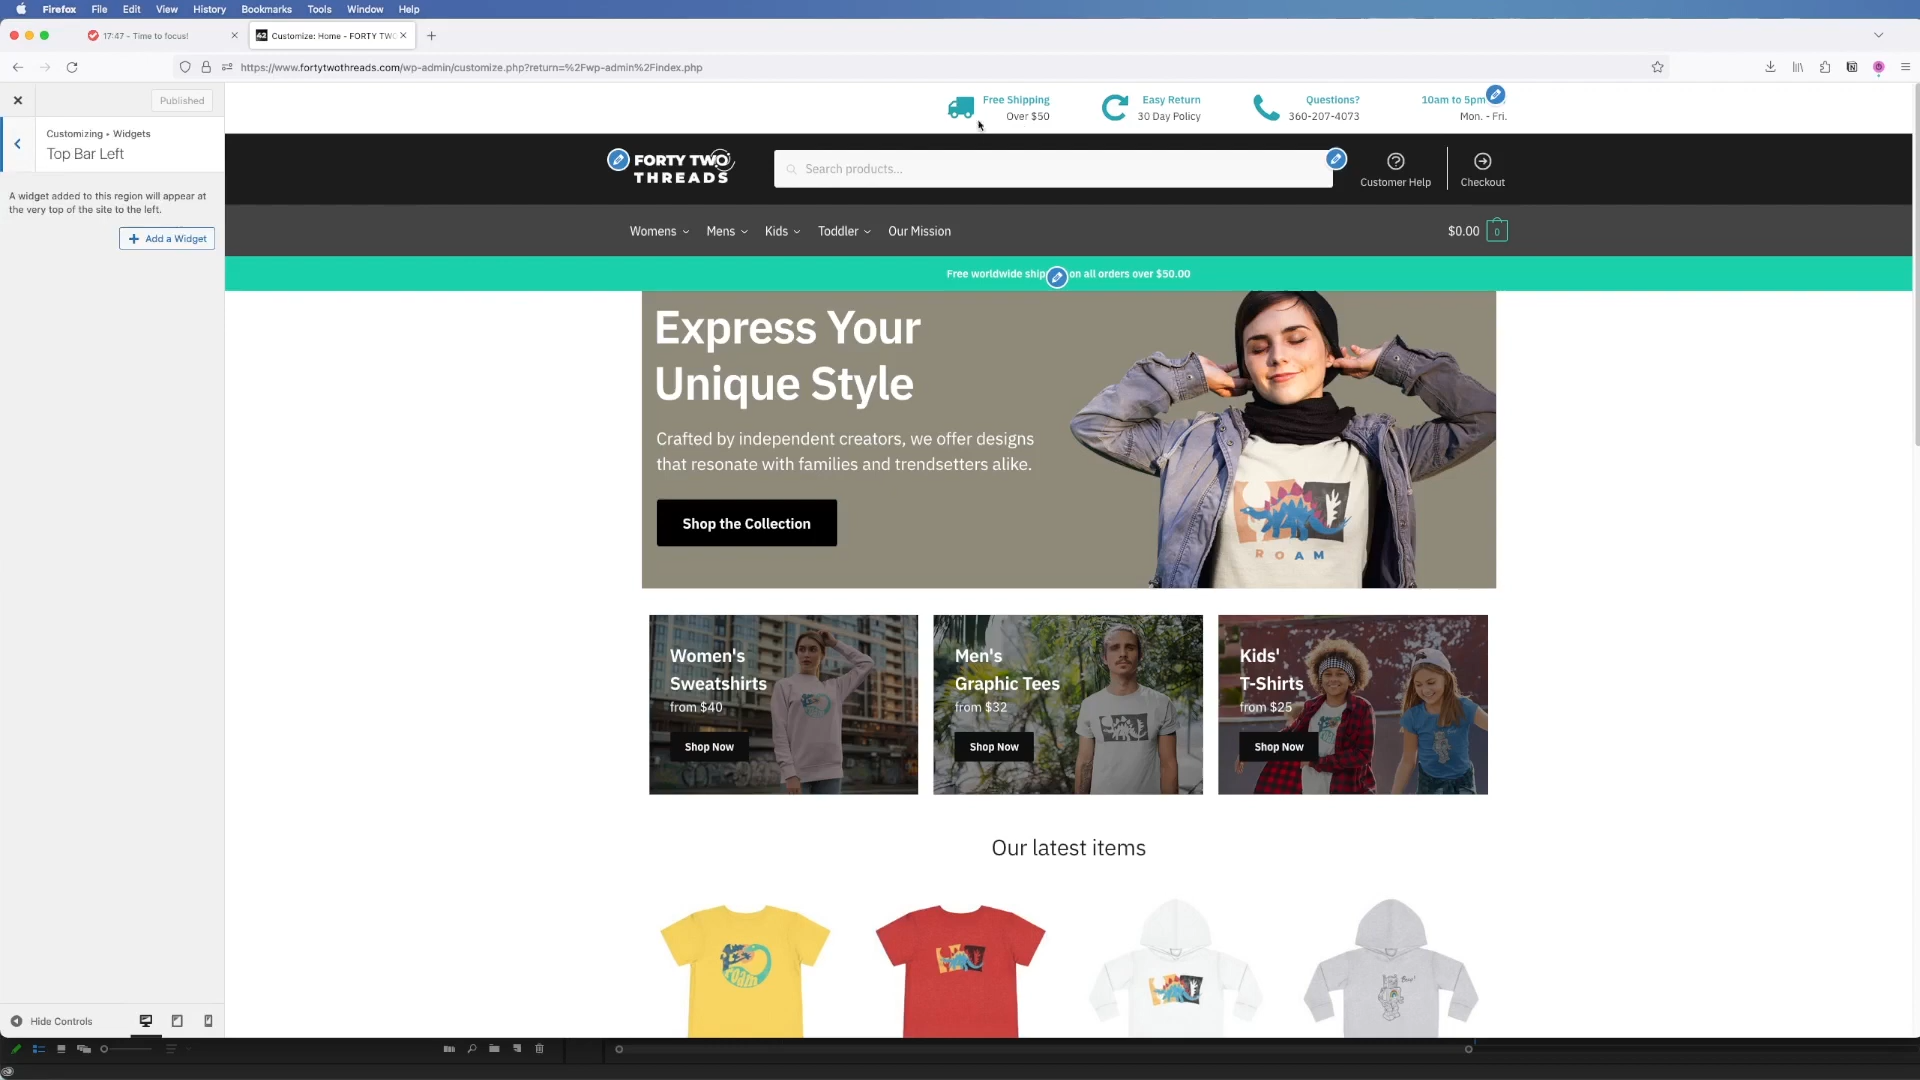 Firefox File Edit View History Bookmarks Tools Window Help
17:47 - Time to focus!
Customize: Home - FORTY TWO
https://www.fortytwothreads.com/wp-admin/customize.php?return=%2Fwp-admin%2Findex.php
Published
Customizing • Widgets
Top Bar Left
A widget added to this region will appear at
the very top of the site to the left.
Add a Widget
Hide Controls
Free Shipping
Over $50
Easy Return
30 Day Policy
Questions?
360-207-4073
10am to 5pm
Mon. - Fri.
FORTY TWO
THREADS
Search products...
Customer Help
Checkout
Womens Mens Kids Toddler Our Mission
$0.00 0
Free worldwide ship on all orders over $50.00
Express Your
Unique Style
Crafted by independent creators, we offer designs
that resonate with families and trendsetters alike.
Shop the Collection
ROAM
Women's
Sweatshirts
from $40
Shop Now
Men's
Graphic Tees
from $32
Shop Now
Kids'
T-Shirts
from $25
Shop Now
Our latest items
roam